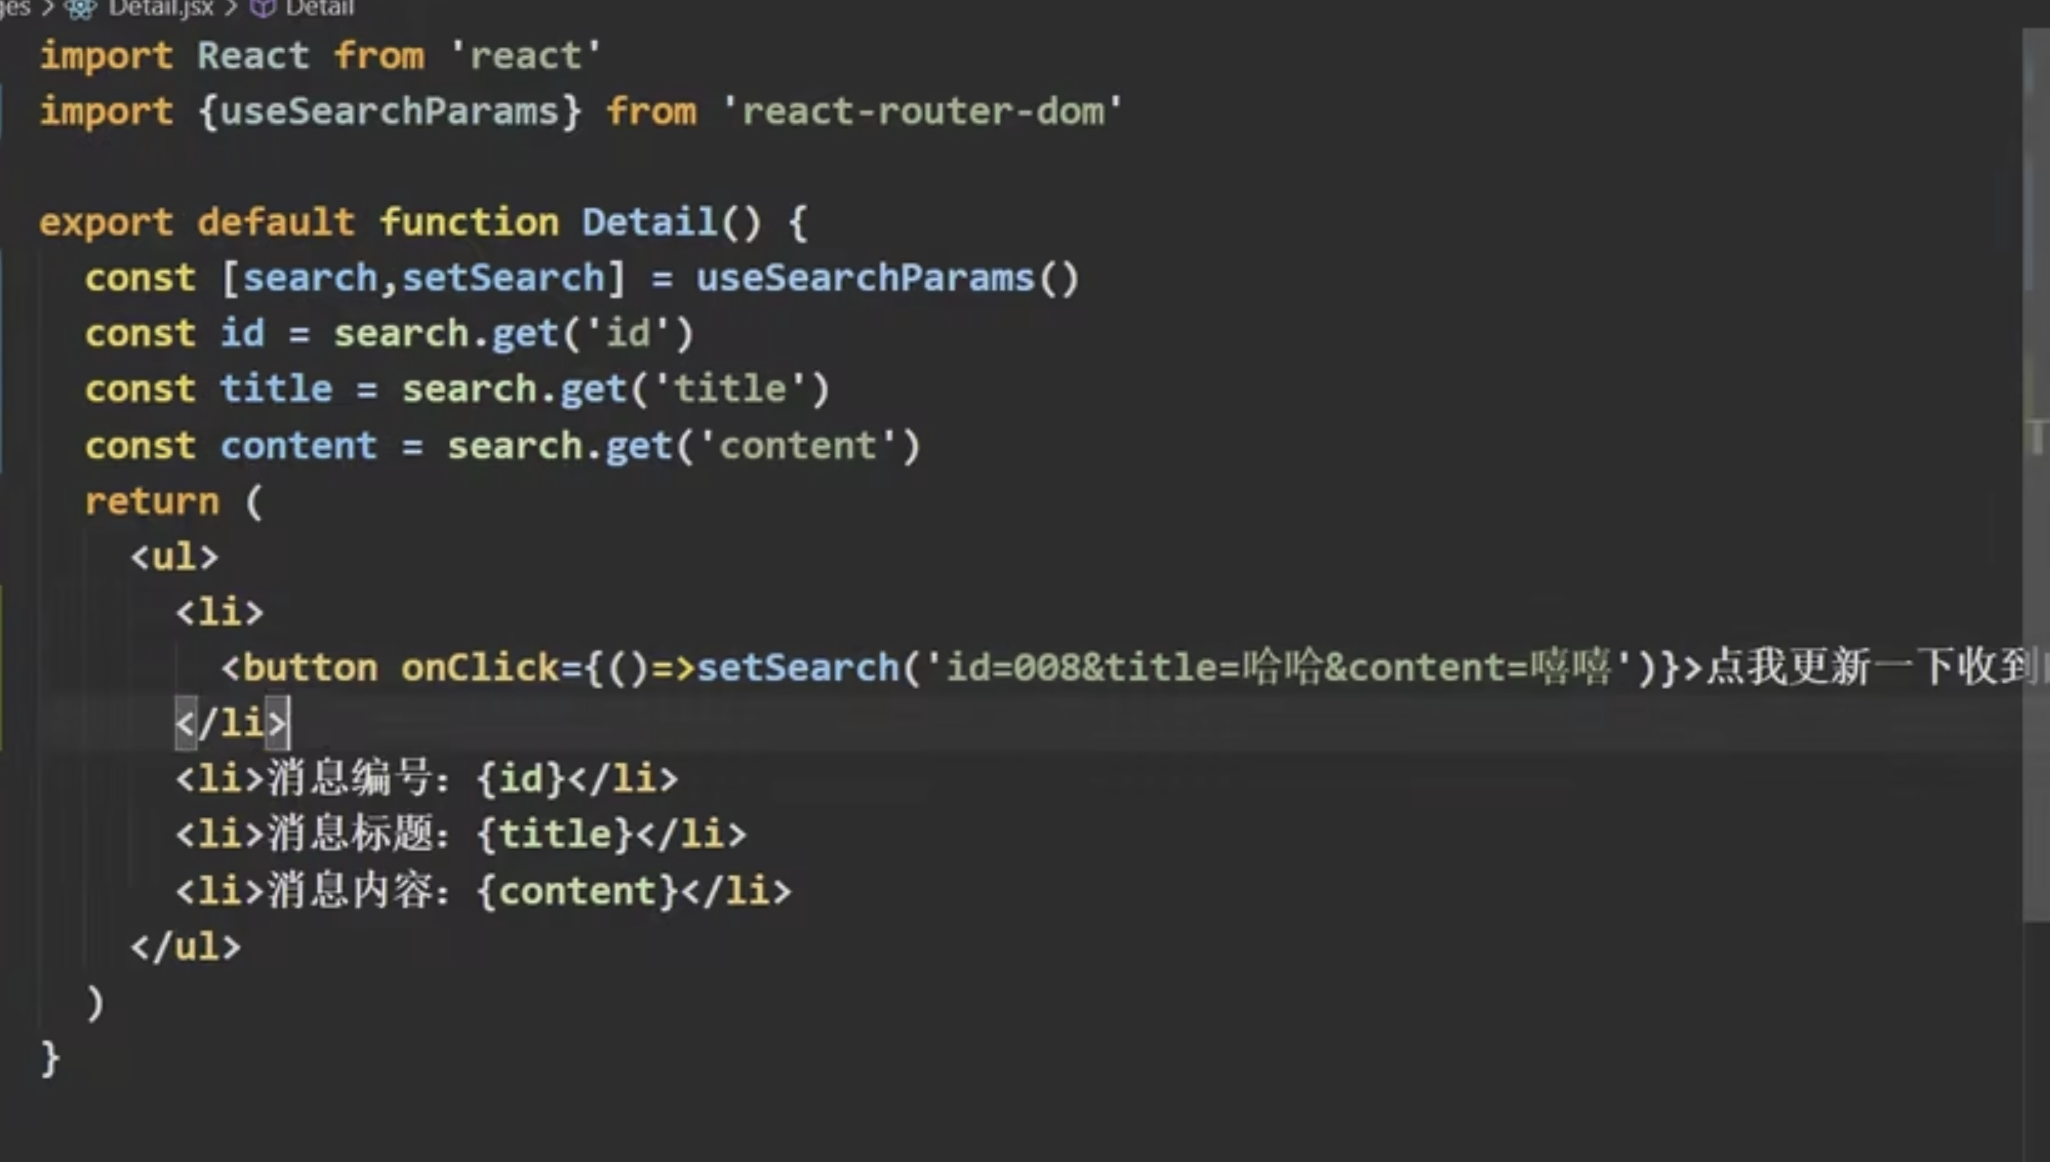 Detail.jsx > Detail
import React from 'react'
import {useSearchParams} from 'react-router-dom'
export default function Detail() {
const [search,setSearch] = useSearchParams()
const id = search.get('id')
const title = search.get('title')
const content = search.get('content')
return (
<ul>
<li>
<button onClick={()=>setSearch('id=008&title=哈哈&content=嘻嘻')}>点我更新一下收到
</li>
<li>消息编号：{id}</li>
<li>消息标题：{title}</li>
<li>消息内容：{content}</li>
</ul>
)
}